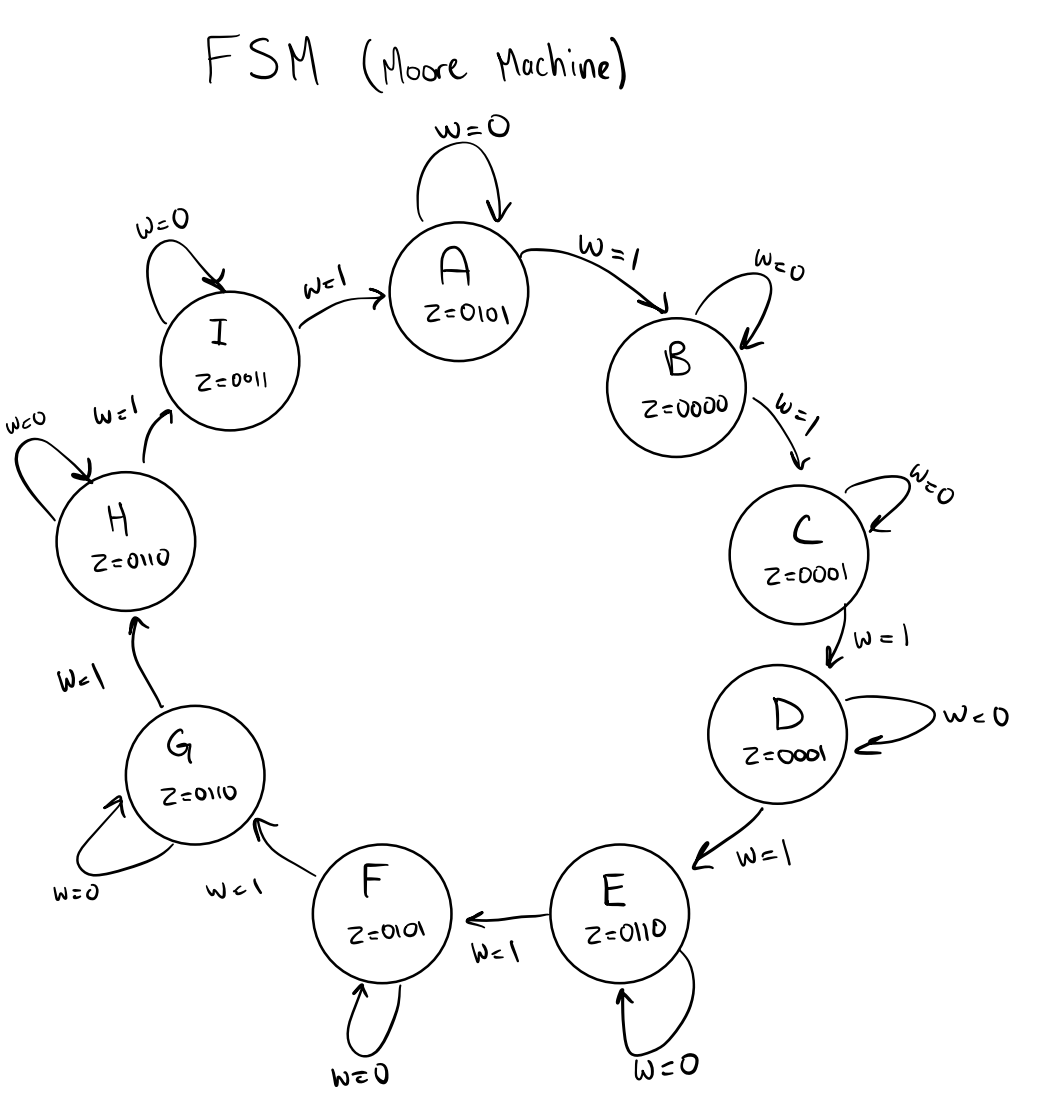 FSM (Moore Machine)
w=0
A
Z=0101
w=1
B
Z=0000
w=0
w=1
C
Z=0001
w=0
w=1
D
Z=0001
w=0
w=1
E
Z=0110
w=0
w=1
F
Z=0101
w=0
w=1
G
Z=0110
w=0
w=1
H
Z=0110
w=0
w=1
I
Z=0011
w=0
w=1